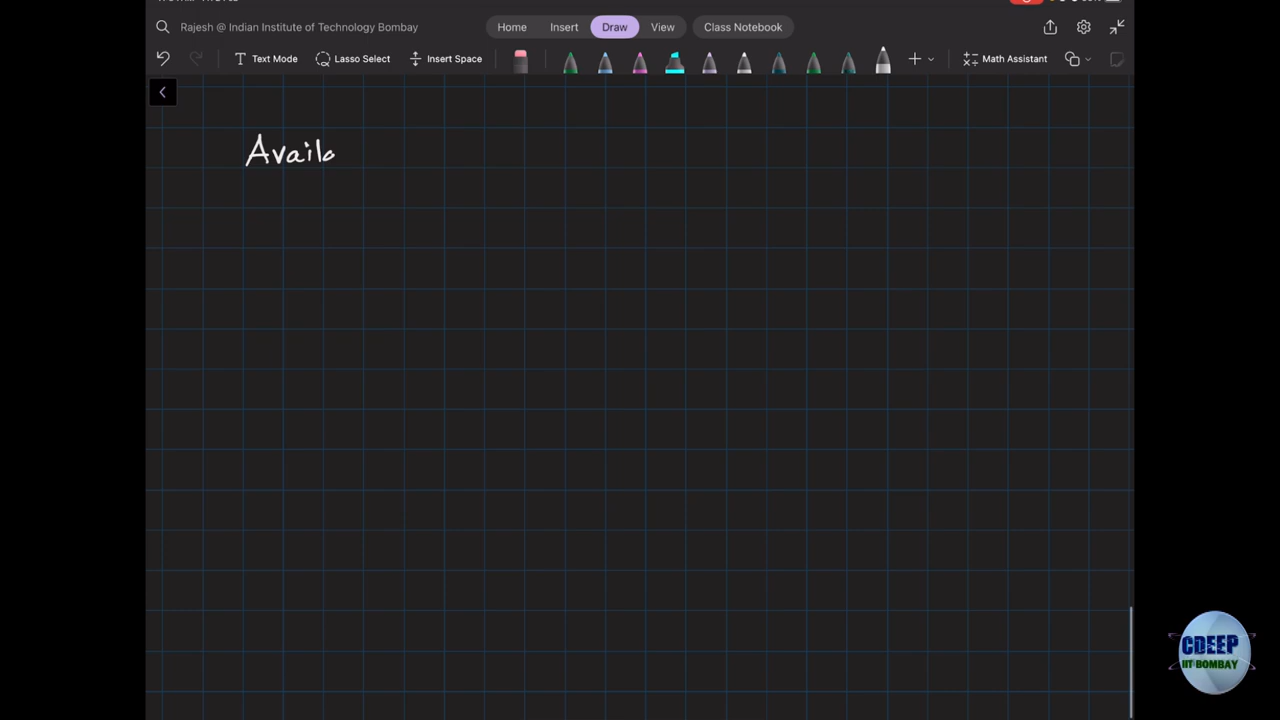 Rajesh @ Indian Institute of Technology Bombay
Home
Insert
Draw
View
Class Notebook
Text Mode
Lasso Select
Insert Space
Math Assistant
Availa
CDEEP
IIT BOMBAY